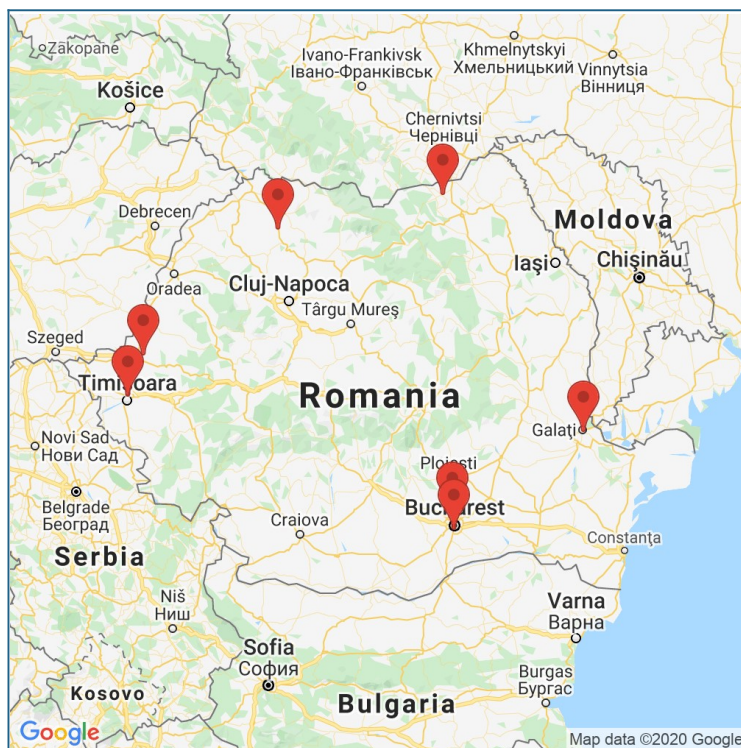 Zakopane
Ivano-Frankivsk
Івано-Франківськ
Khmelnytskyi
Хмельницький
Vinnytsia
Вінниця
Košice
Chernivtsi
Чернівці
Debrecen
Moldova
Oradea
Cluj-Napoca
Iaşi
Chişinău
Târgu Mureş
Szeged
Timişoara
Romania
Galaţi
Novi Sad
Нови Сад
Ploiesti
Belgrade
Београд
Bucharest
Craiova
Constanţa
Serbia
Niš
Ниш
Varna
Варна
Sofia
София
Kosovo
Burgas
Бургас
Bulgaria
Google
Map data ©2020 Google